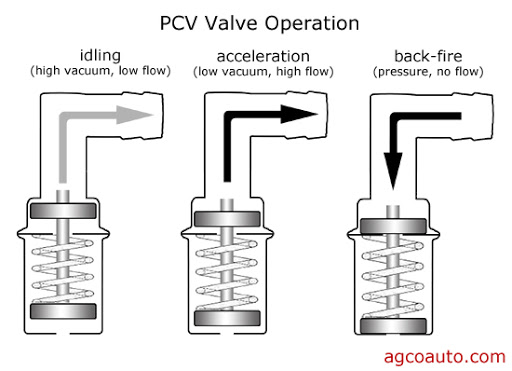 PCV Valve Operation
idling
(high vacuum, low flow)
acceleration
(low vacuum, high flow)
back-fire
(pressure, no flow)
agcoauto.com